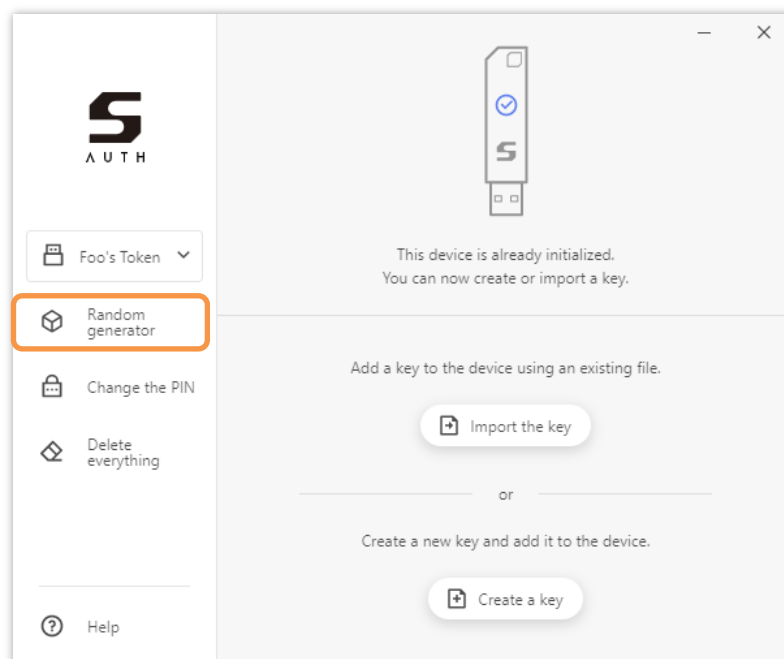 S
AUTH
Foo's Token
Random
generator
Change the PIN
Delete
everything
Help
S
This device is already initialized.
You can now create or import a key.
Add a key to the device using an existing file.
Import the key
or
Create a new key and add it to the device.
Create a key